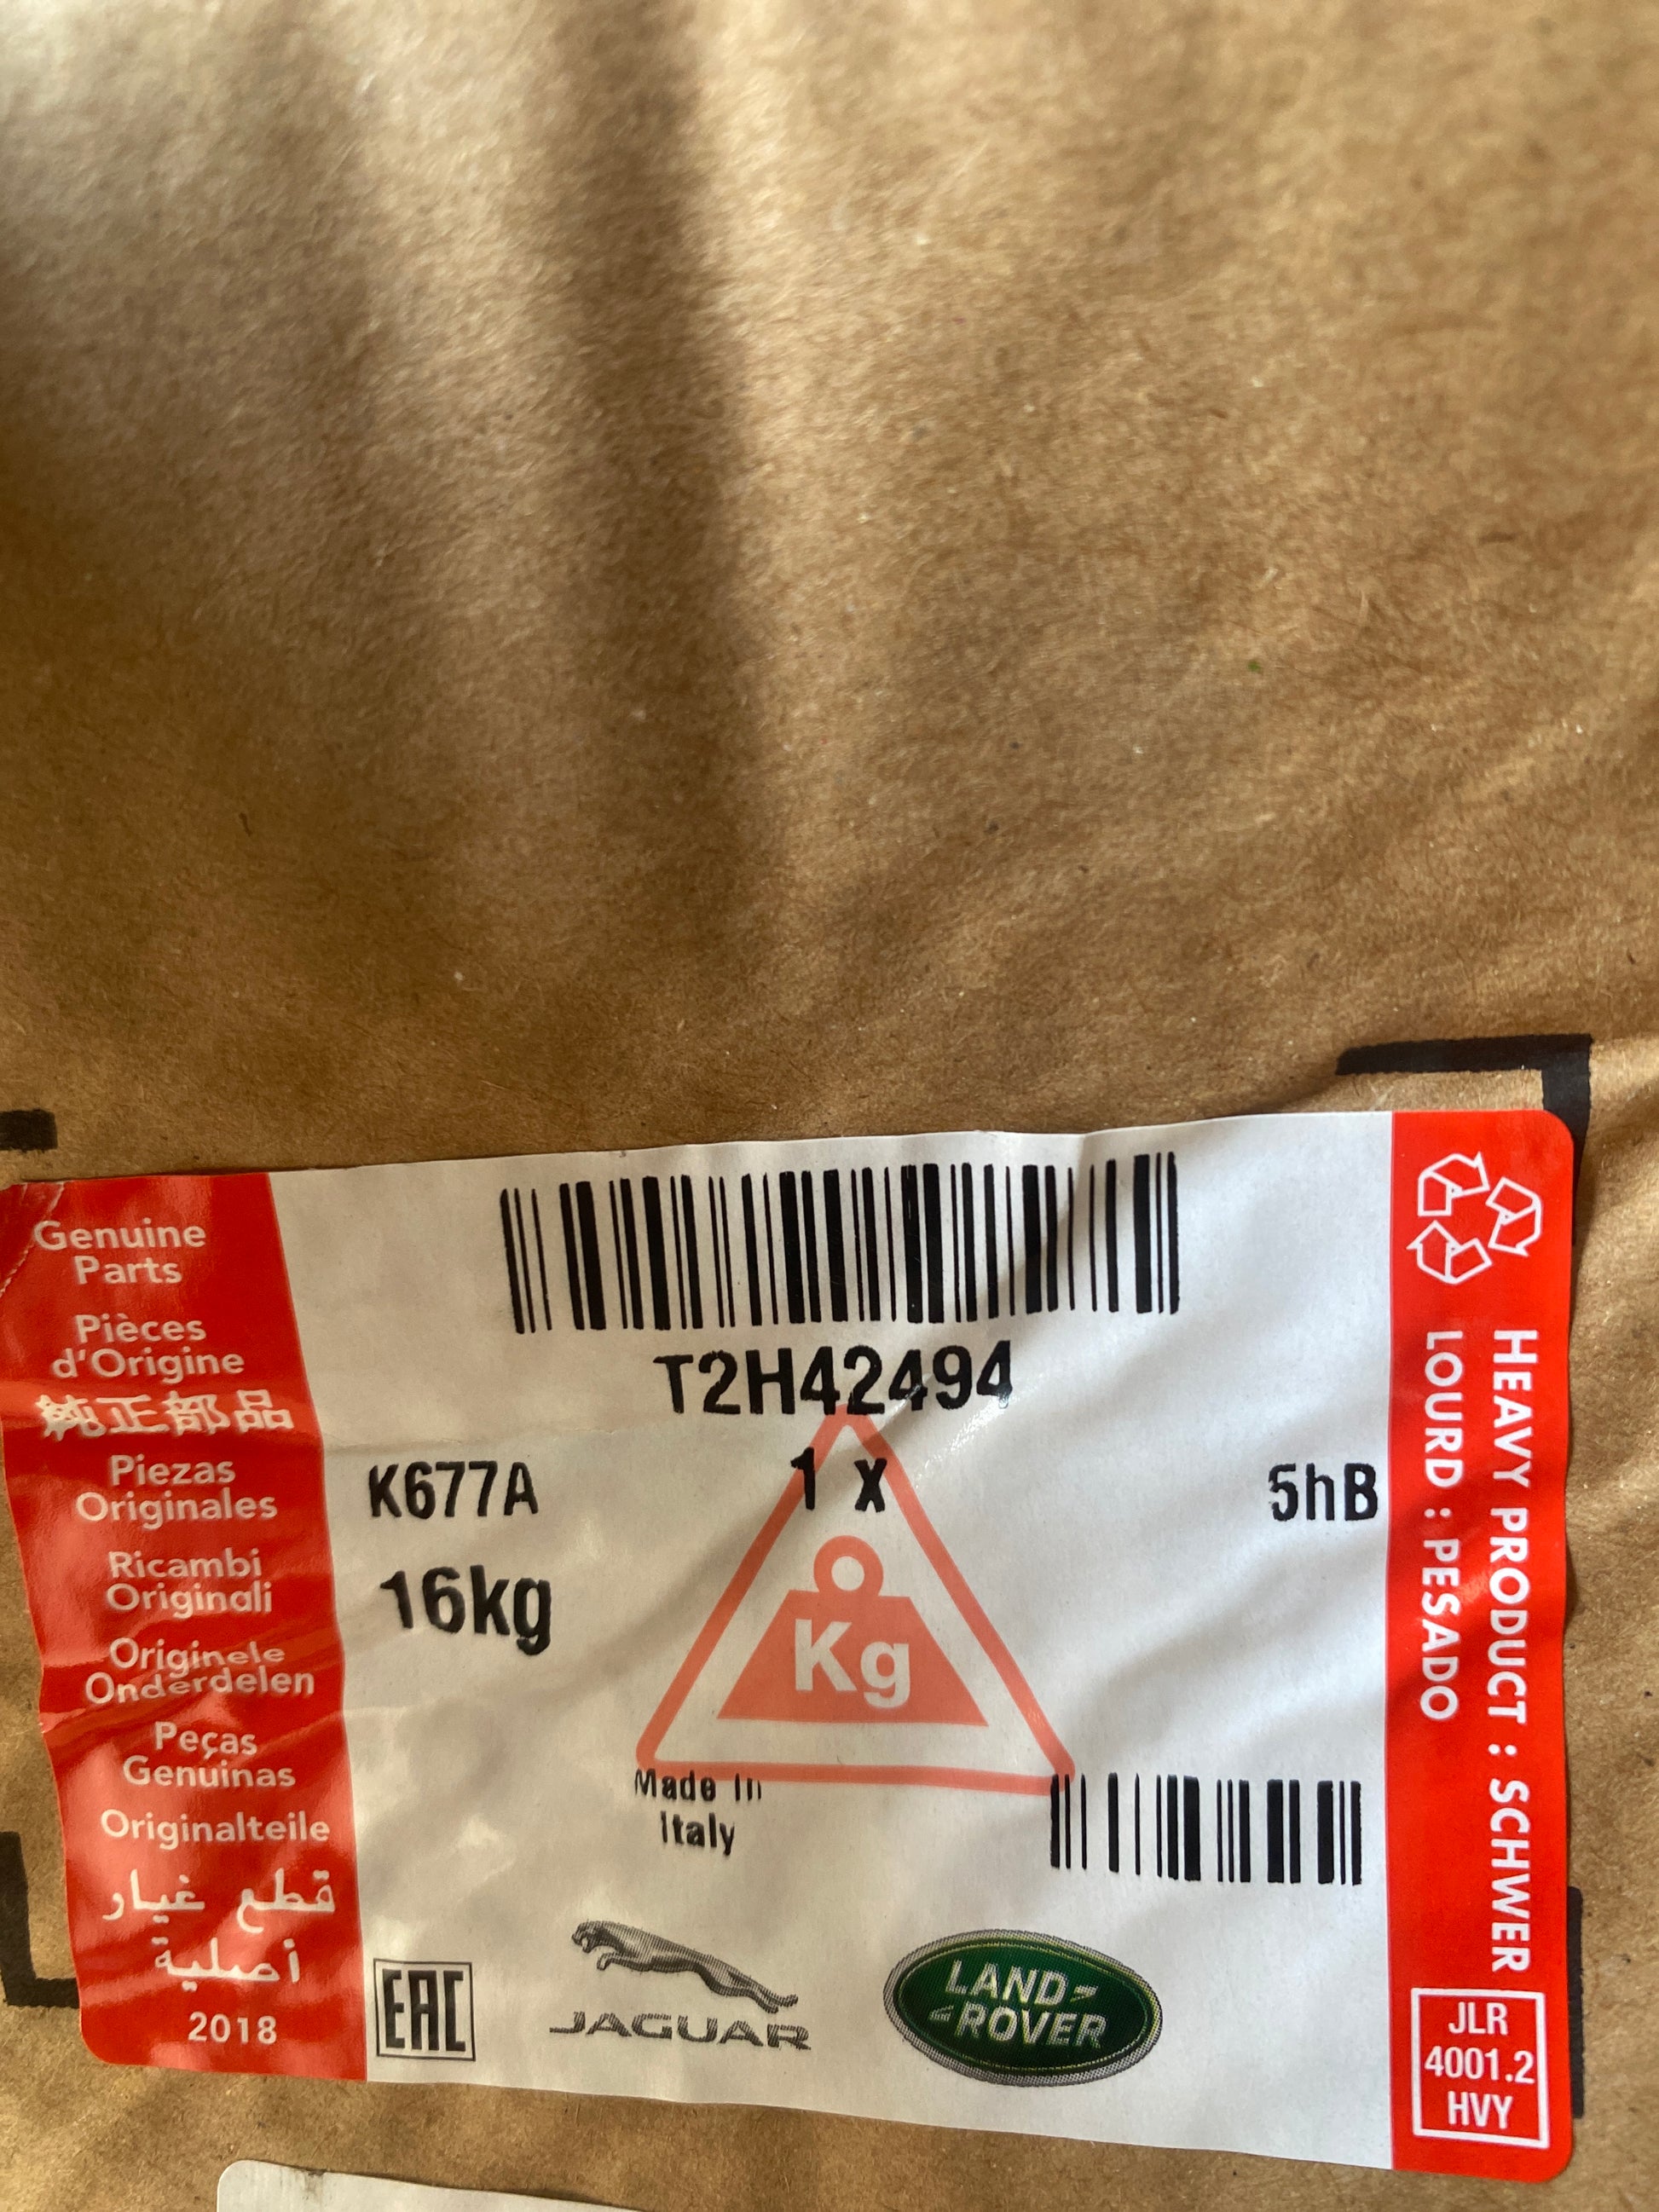 Genuine
Parts
Pièces
d'Origine
純正部品
Piezas
Originales
Ricambi
Originali
Originele
Onderdelen
Peças
Genuinas
Originalteile
قطع غيار
أصلية
2018
T2H42494
K677A
1 x
5hB
16kg
Kg
Made In
Italy
EAC
JAGUAR
LAND
ROVER
HEAVY PRODUCT : SCHWER
LOURD : PESADO
JLR
4001.2
HVY